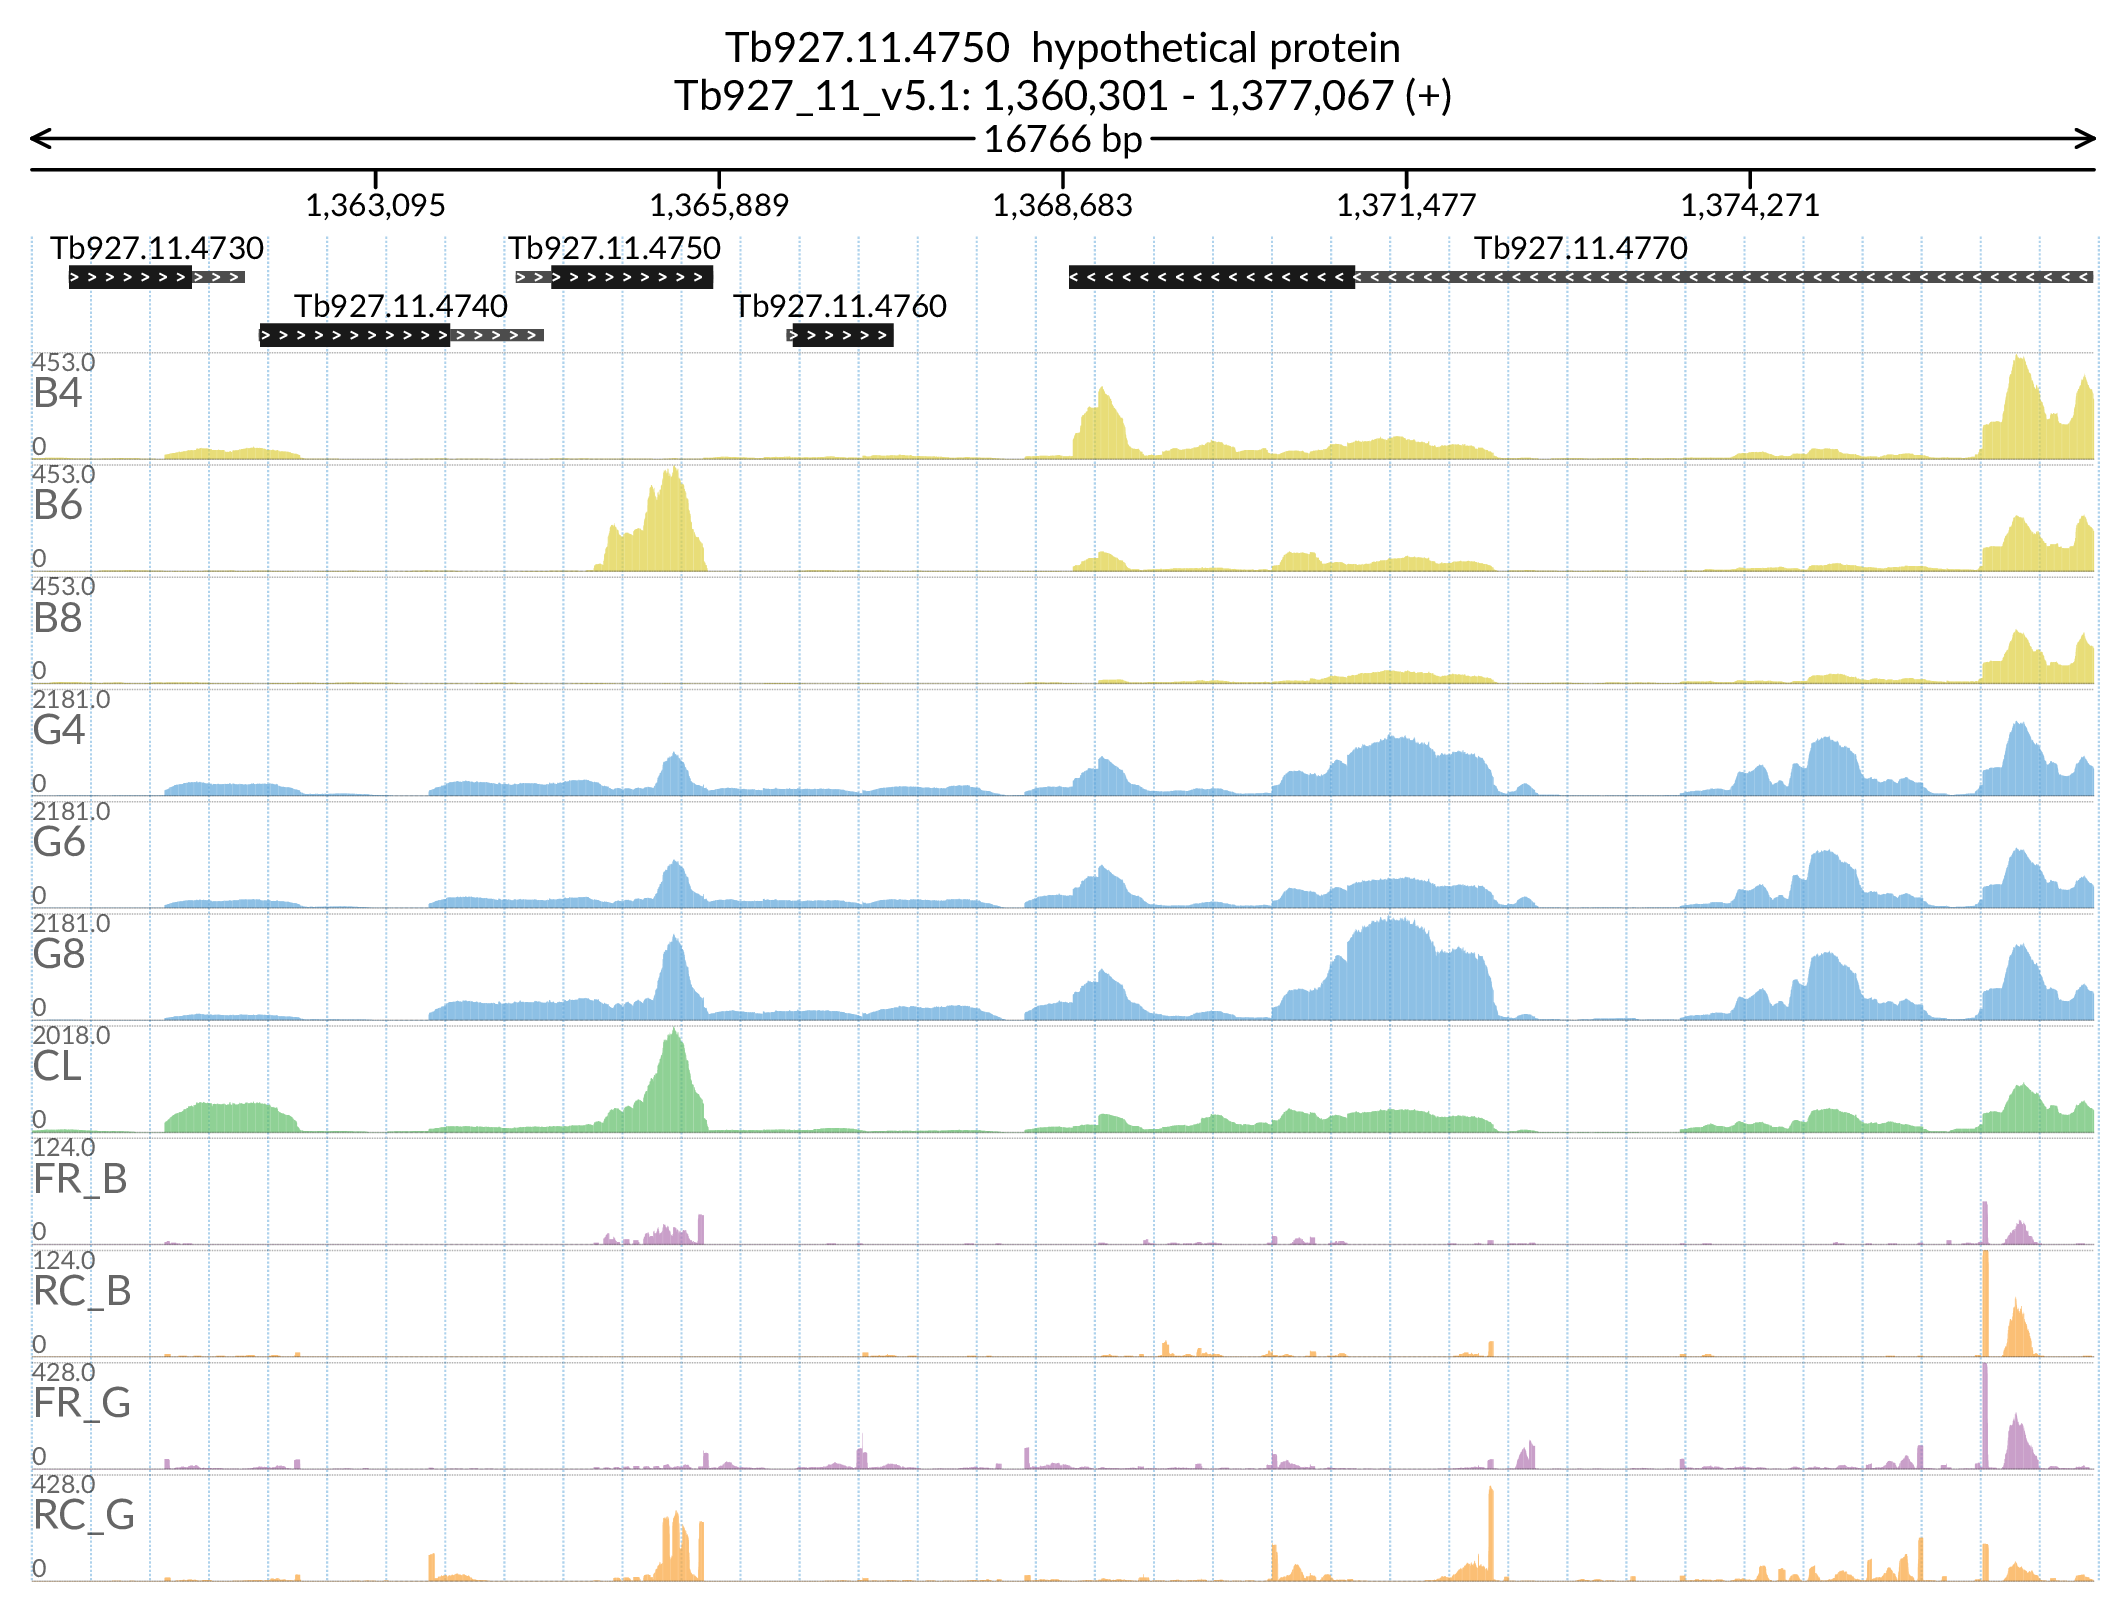 Tb927.11.4750  hypothetical protein
Tb927_11_v5.1: 1,360,301 - 1,377,067 (+)
16766 bp
1,363,095 1,365,889 1,368,683 1,371,477 1,374,271
Tb927.11.4730 Tb927.11.4750 Tb927.11.4770
Tb927.11.4740 Tb927.11.4760
453.0
B4
0
453.0
B6
0
453.0
B8
0
2181.0
G4
0
2181.0
G6
0
2181.0
G8
0
2018.0
CL
0
124.0
FR_B
0
124.0
RC_B
0
428.0
FR_G
0
428.0
RC_G
0